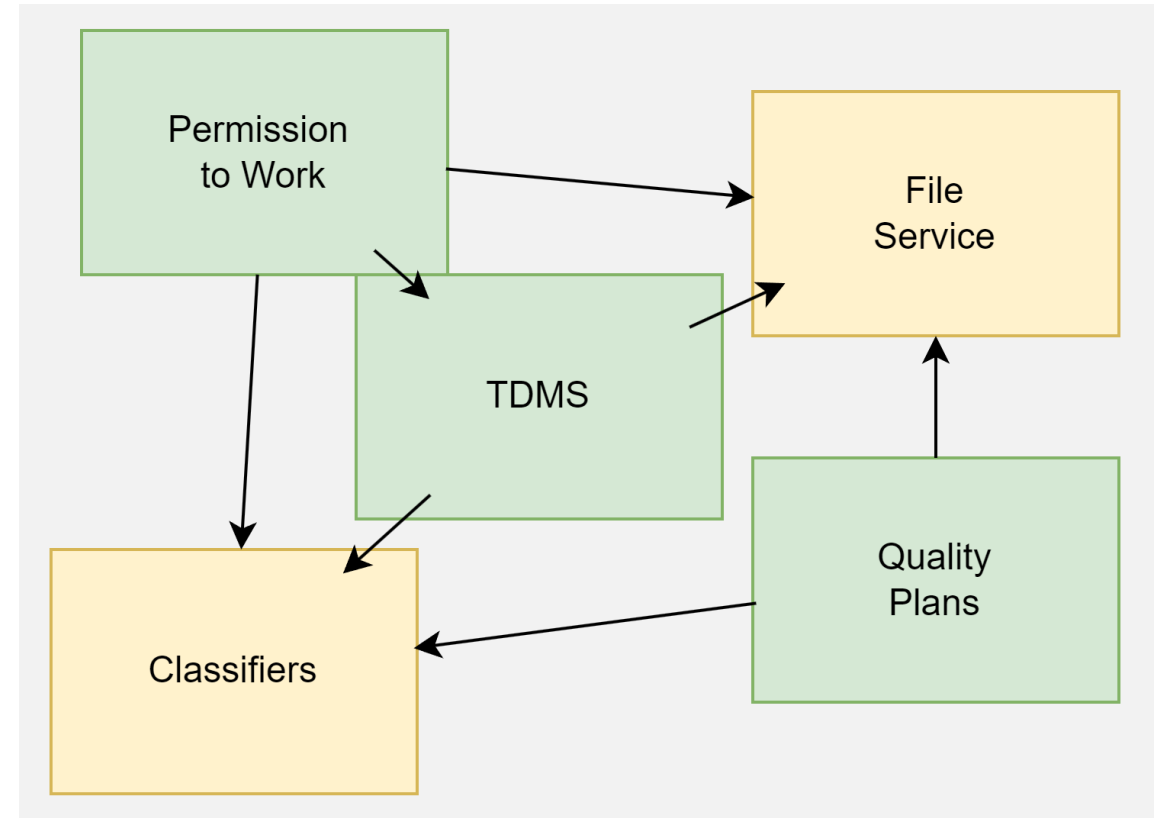 Permission
to Work
File
Service
TDMS
Quality
Plans
Classifiers